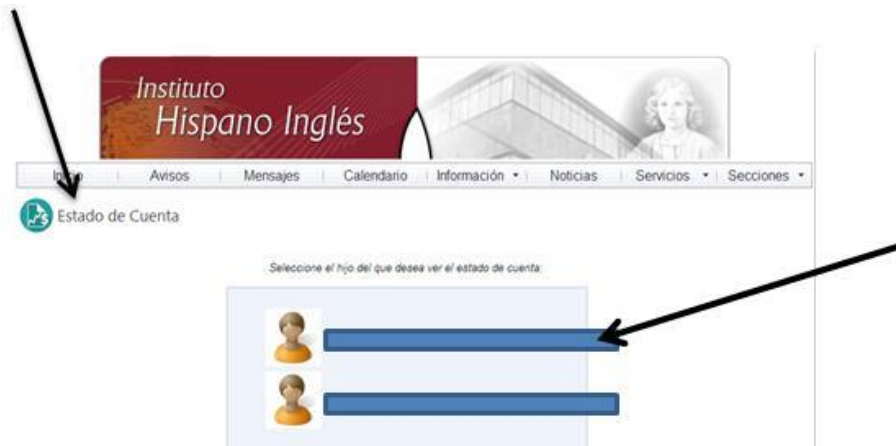 Instituto
Hispano Inglés
Inicio Avisos Mensajes Calendario Información Noticias Servicios Secciones
Estado de Cuenta
Seleccione el hijo del que desea ver el estado de cuenta: